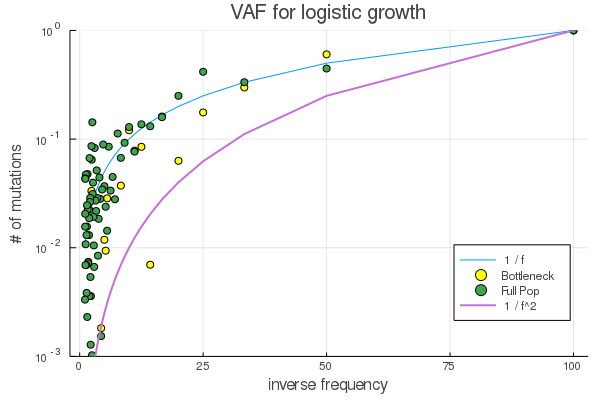 VAF for logistic growth
# of mutations
10^0
10^-1
10^-2
10^-3
0 25 50 75 100
inverse frequency
1 / f
Bottleneck
Full Pop
1 / f^2